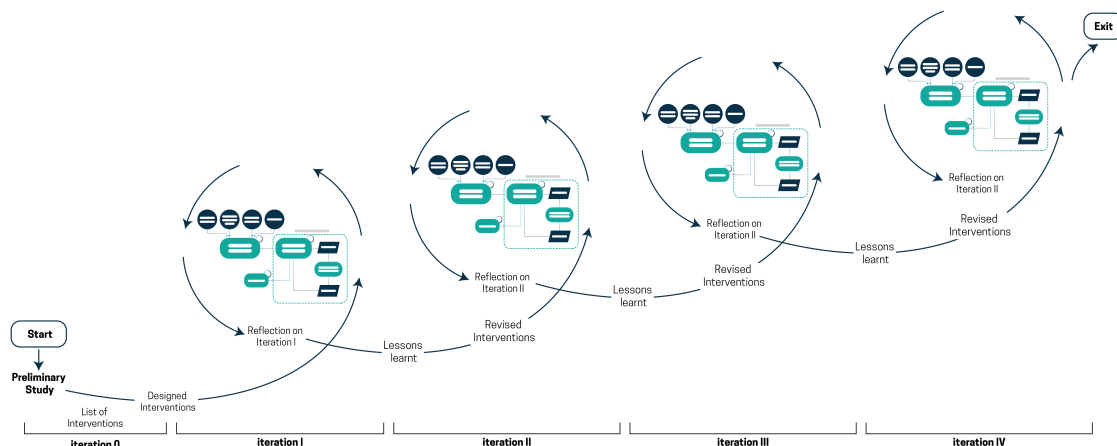 Start
Preliminary
Study
List of
Interventions
Designed
Interventions
Reflection on
Iteration I
Lessons
learnt
Revised
Interventions
Reflection on
Iteration II
Lessons
learnt
Revised
Interventions
Reflection on
Iteration II
Lessons
learnt
Revised
Interventions
Reflection on
Iteration II
Exit
iteration 0
iteration I
iteration II
iteration III
iteration IV